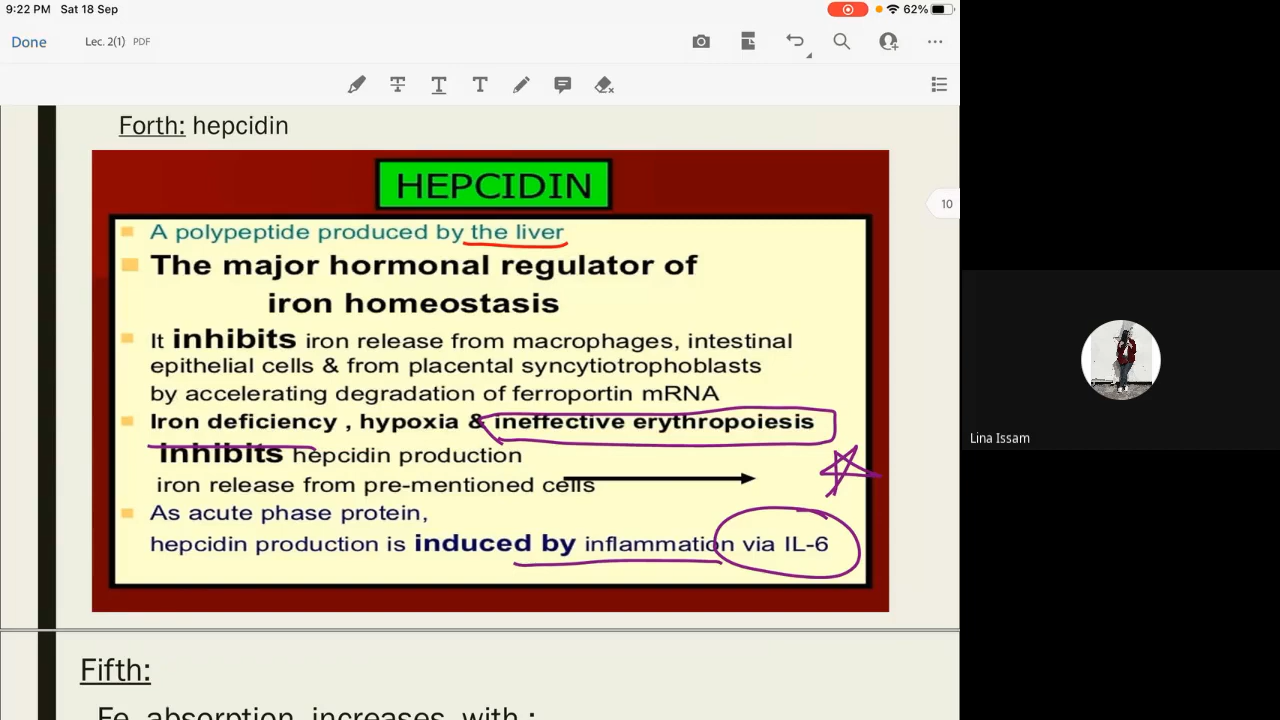 9:22 PM Sat 18 Sep
62%
Done
Lec. 2(1) PDF
T T T
Forth: hepcidin
10
HEPCIDIN
A polypeptide produced by the liver
The major hormonal regulator of
iron homeostasis
It inhibits iron release from macrophages, intestinal
epithelial cells & from placental syncytiotrophoblasts
by accelerating degradation of ferroportin mRNA
Iron deficiency , hypoxia & ineffective erythropoiesis
inhibits hepcidin production
iron release from pre-mentioned cells
As acute phase protein,
hepcidin production is induced by inflammation via IL-6
Lina Issam
Fifth:
Fe absorption increases with :